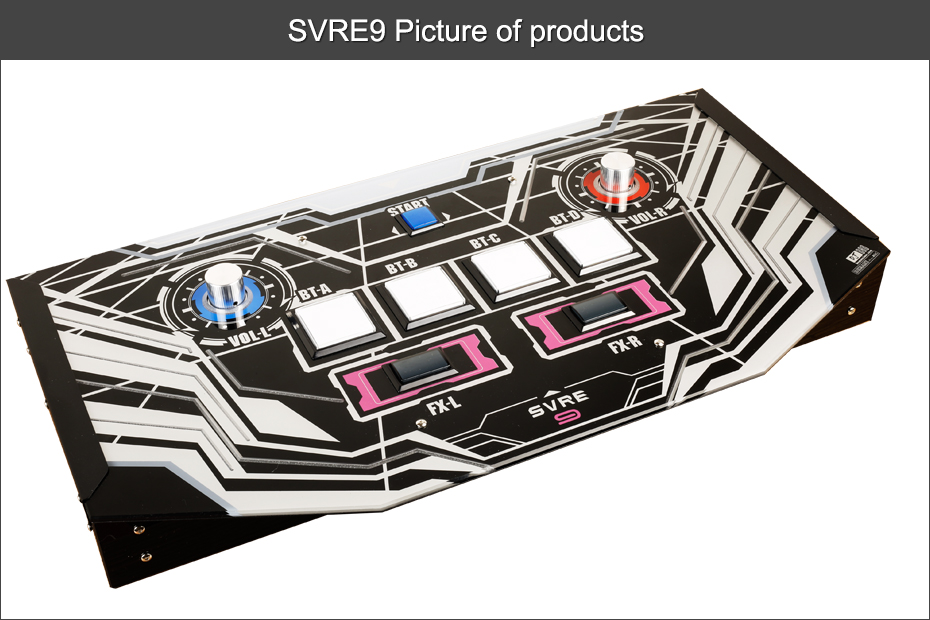 SVRE9 Picture of products
START
BT-A
BT-B
BT-C
BT-D
VOL-L
VOL-R
FX-L
FX-R
SVRE
9